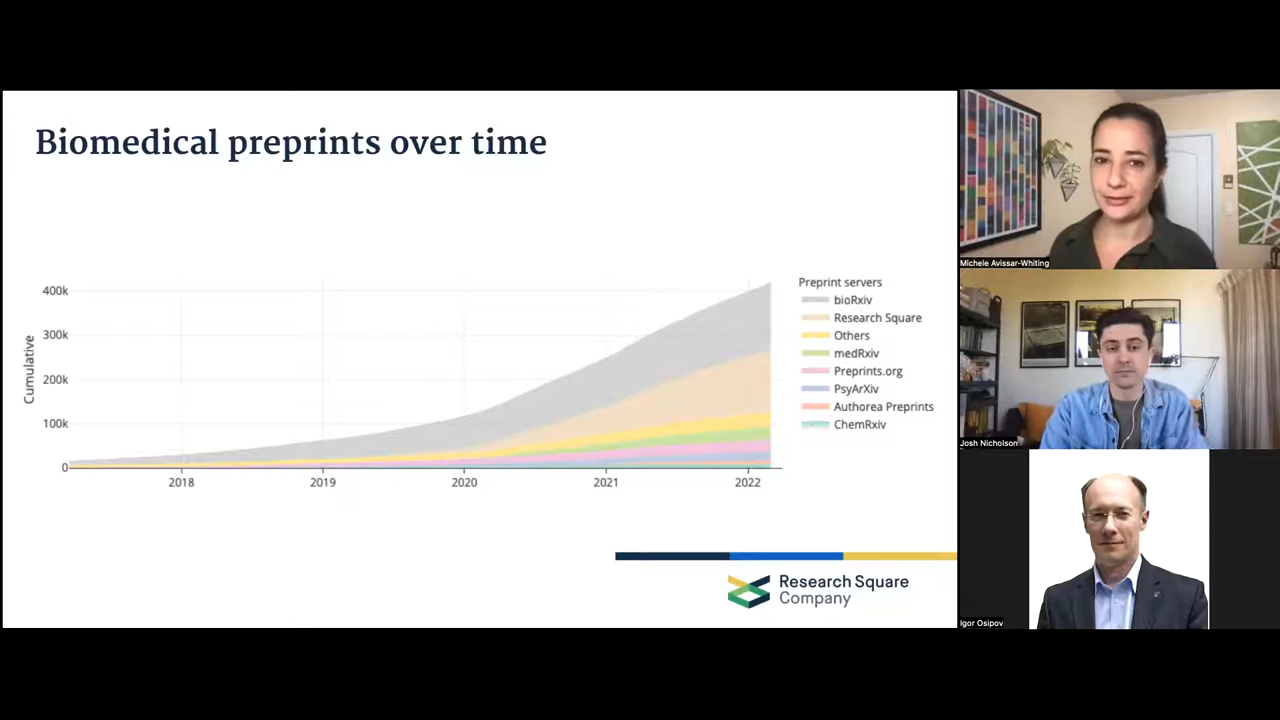 Biomedical preprints over time
Cumulative
400k
300k
200k
100k
0
2018
2019
2020
2021
2022
Preprint servers
bioRxiv
Research Square
Others
medRxiv
Preprints.org
PsyArXiv
Authorea Preprints
ChemRxiv
Research Square
Company
Michele Avissar-Whiting
Josh Nicholson
Igor Osipov